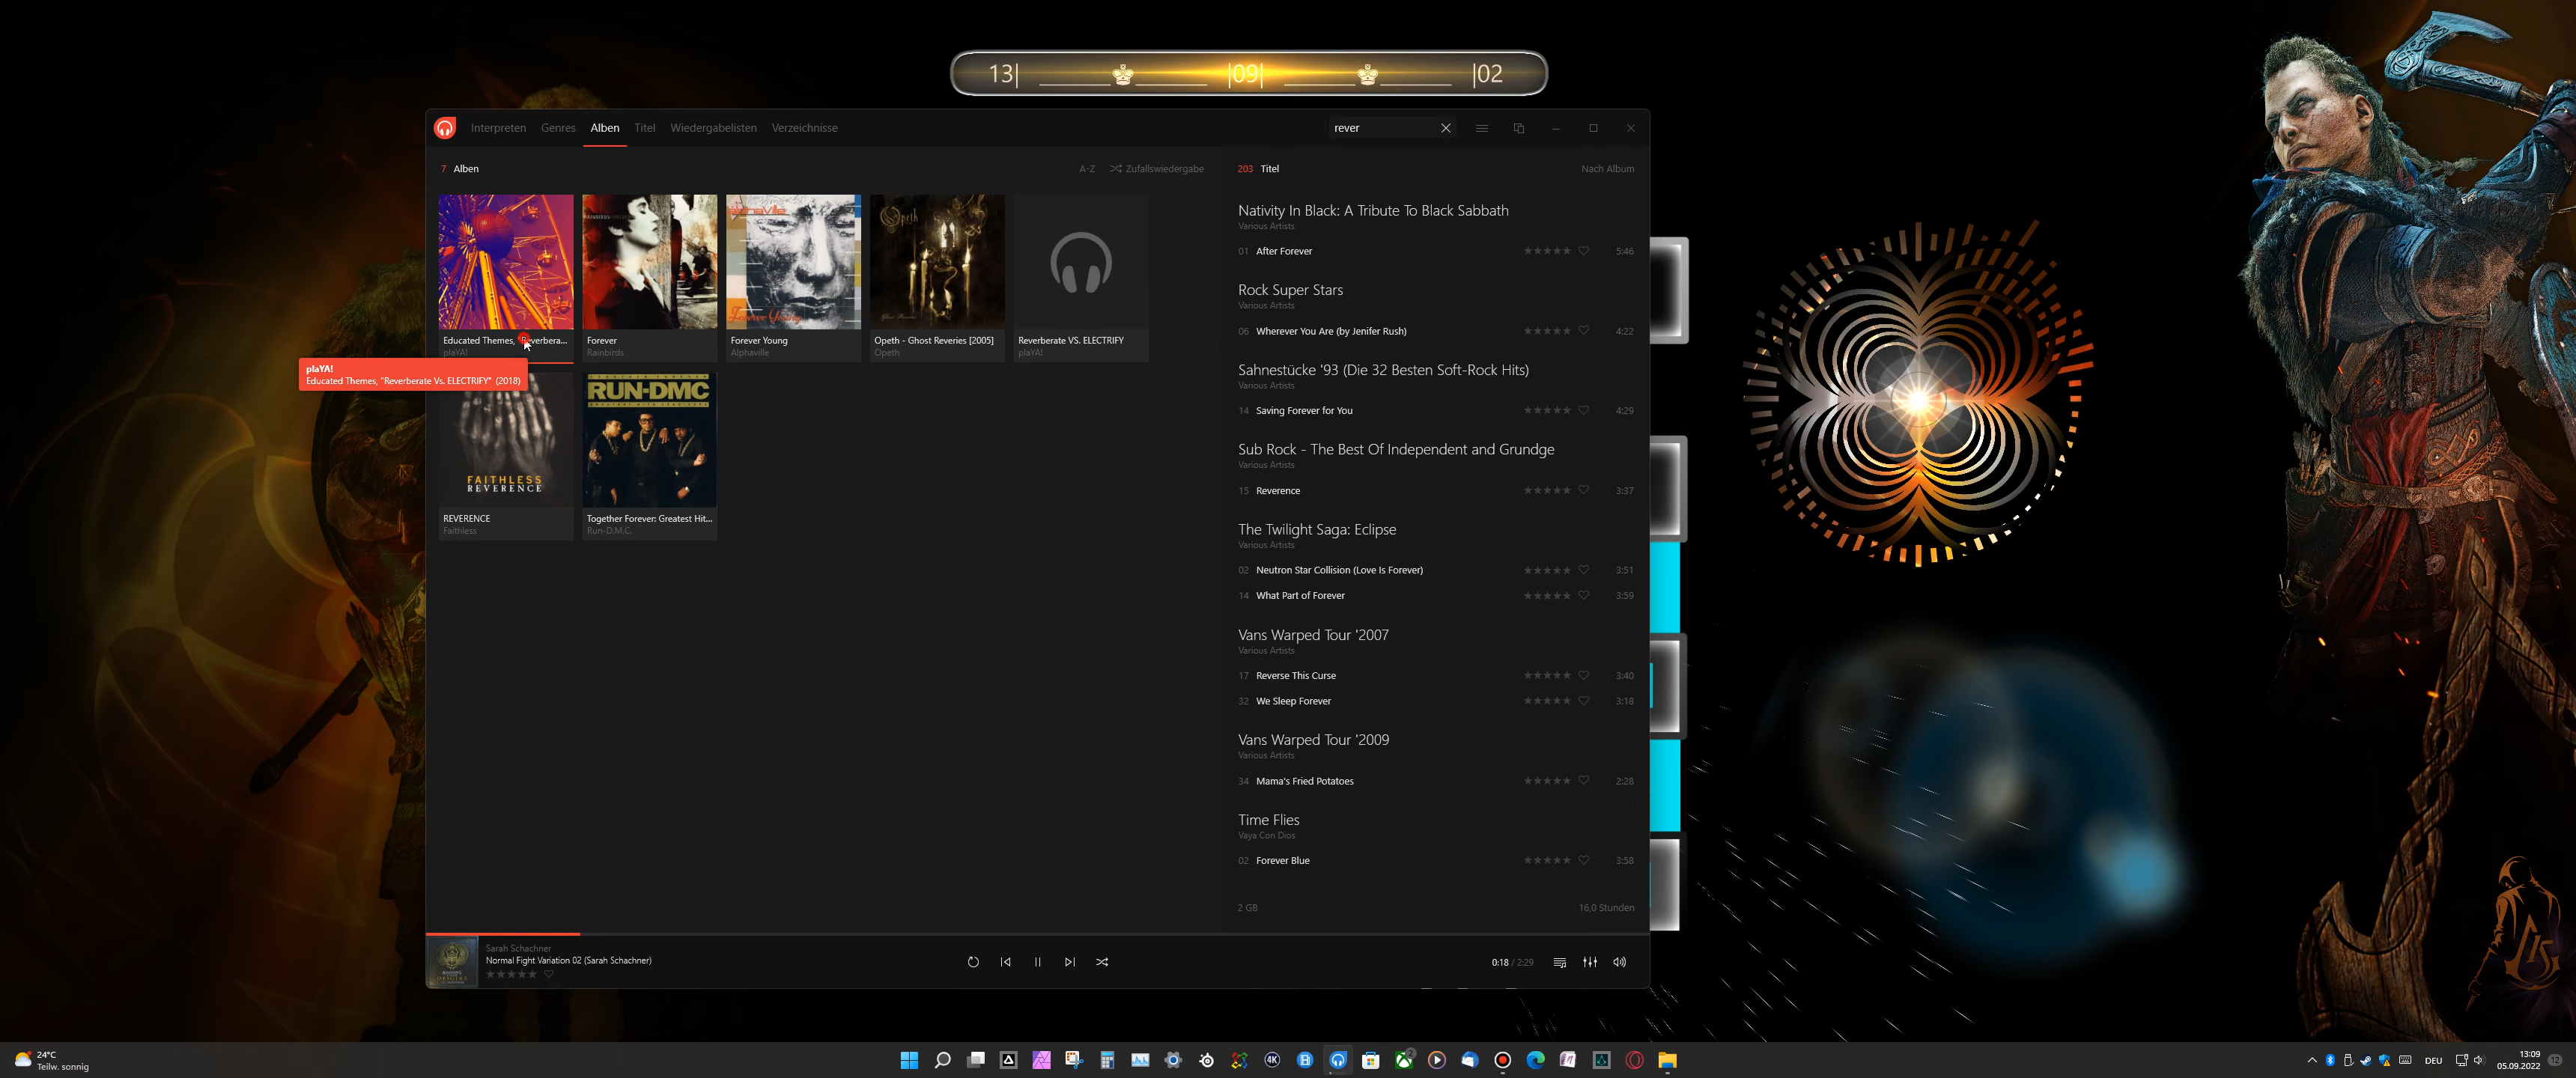 13| |09| |02
Interpreten Genres Alben Titel Wiedergabelisten Verzeichnisse
rever
7 Alben
A-Z Zufallswiedergabe
203 Titel
Nach Album
RAINBIRDS
alphaville
Forever Young
Opeth
Educated Themes, "Reverbera...
plaYA!
Forever
Rainbirds
Forever Young
Alphaville
Opeth - Ghost Reveries [2005]
Opeth
Reverberate VS. ELECTRIFY
plaYA!
plaYA!
Educated Themes, "Reverberate Vs. ELECTRIFY" (2018)
FAITHLESS
REVERENCE
RUN-DMC
REVERENCE
Faithless
Together Forever: Greatest Hit...
Run-D.M.C.
Nativity In Black: A Tribute To Black Sabbath
Various Artists
01 After Forever 5:46
Rock Super Stars
Various Artists
06 Wherever You Are (by Jenifer Rush) 4:22
Sahnestücke '93 (Die 32 Besten Soft-Rock Hits)
Various Artists
14 Saving Forever for You 4:29
Sub Rock - The Best Of Independent and Grundge
Various Artists
15 Reverence 3:37
The Twilight Saga: Eclipse
Various Artists
02 Neutron Star Collision (Love Is Forever) 3:51
14 What Part of Forever 3:59
Vans Warped Tour '2007
Various Artists
17 Reverse This Curse 3:40
32 We Sleep Forever 3:18
Vans Warped Tour '2009
Various Artists
34 Mama's Fried Potatoes 2:28
Time Flies
Vaya Con Dios
02 Forever Blue 3:58
2 GB 16,0 Stunden
Sarah Schachner
Normal Fight Variation 02 (Sarah Schachner)
0:18 / 2:29
24°C
Teilw. sonnig
4K
DEU
13:09
05.09.2022
12